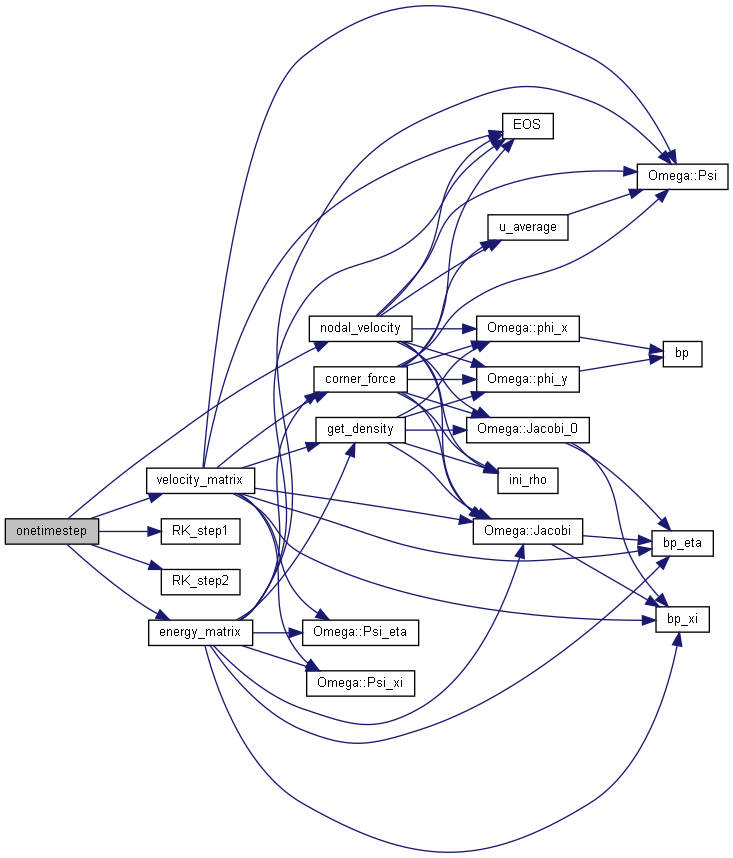 EOS
Omega::Psi
u_average
nodal_velocity
Omega::phi_x
bp
corner_force
Omega::phi_y
get_density
Omega::Jacobi_0
velocity_matrix
ini_rho
onetimestep
RK_step1
Omega::Jacobi
bp_eta
RK_step2
energy_matrix
Omega::Psi_eta
bp_xi
Omega::Psi_xi